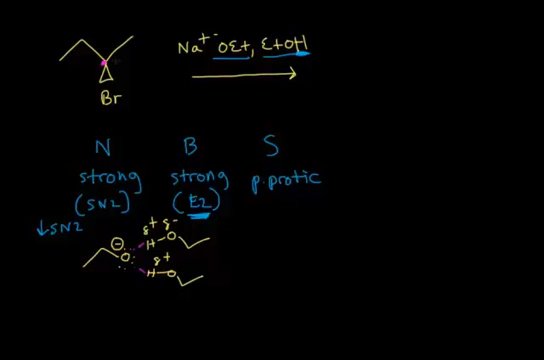 Na⁺ ⁻OEt, EtOH
Br
N B S
strong strong p.protic
(SN2) (E2)
↓SN2
δ+ δ-
⊖ H-O
:O: δ+
H-O